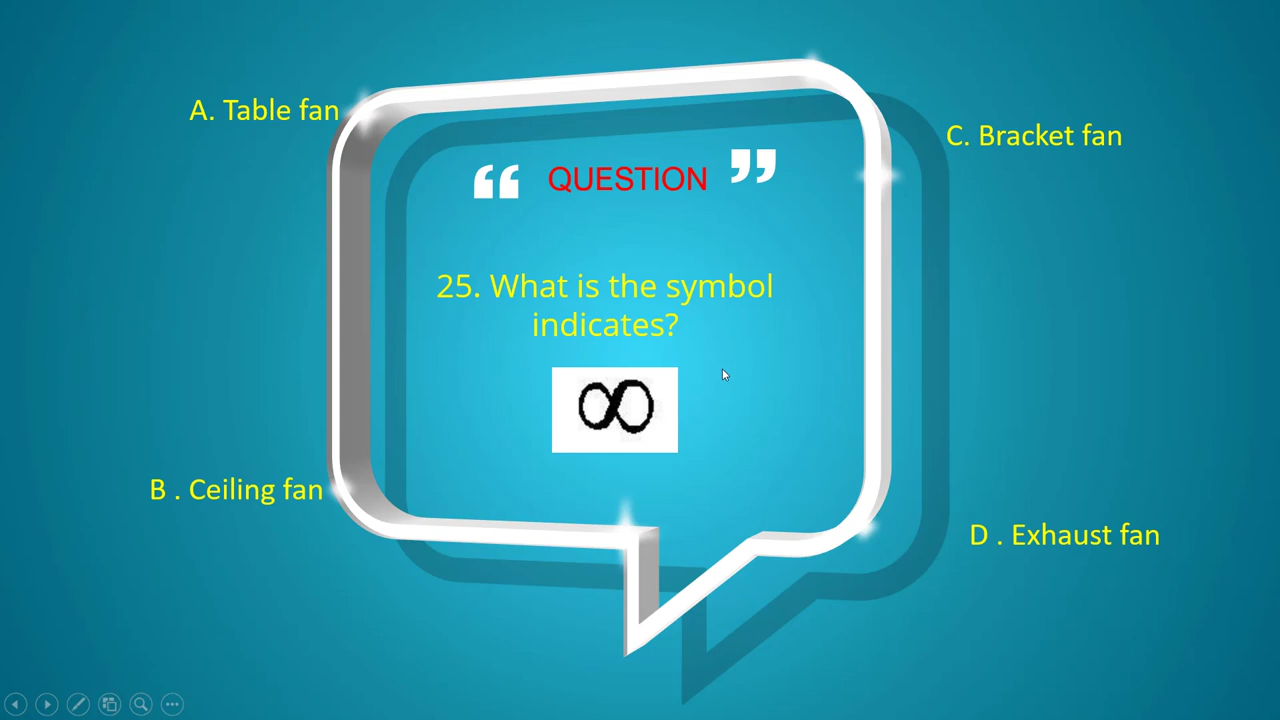 A. Table fan
C. Bracket fan
“ QUESTION ”
25. What is the symbol
indicates?
∞
B . Ceiling fan
D . Exhaust fan